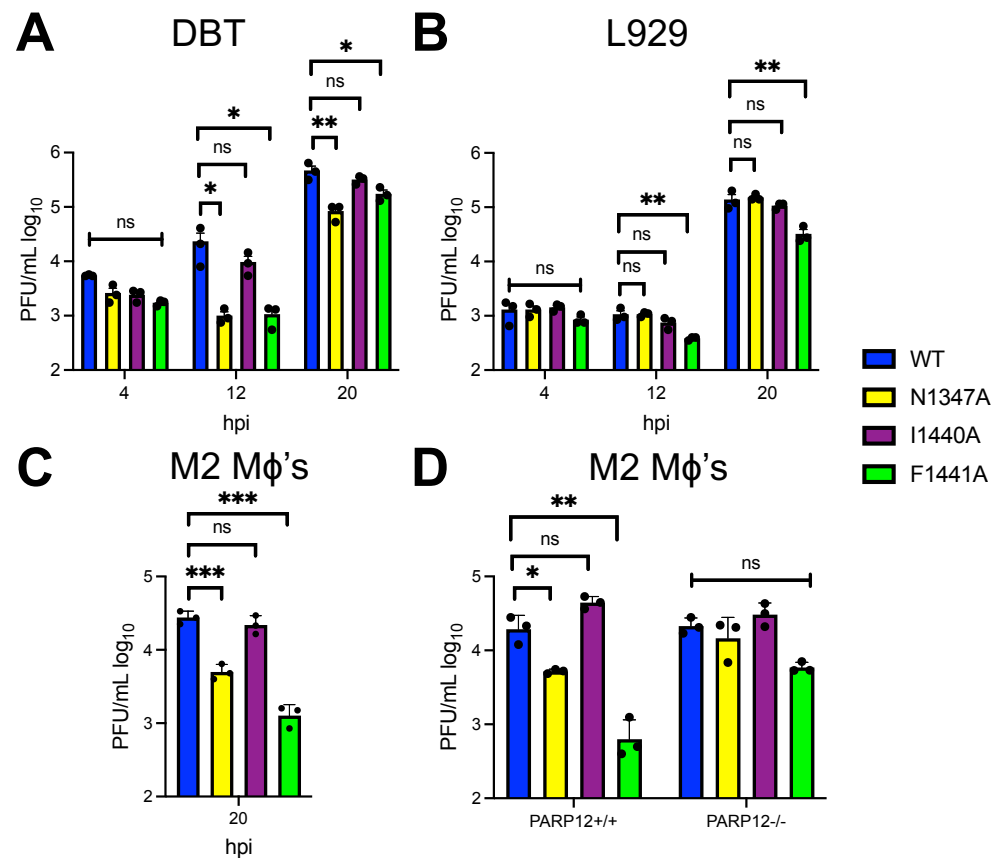 A
DBT
*
ns
**
*
ns
*
ns
6
5
4
3
2
PFU/mL log10
4
12
20
hpi
B
L929
**
ns
ns
**
ns
ns
ns
6
5
4
3
2
PFU/mL log10
4
12
20
hpi
WT
N1347A
I1440A
F1441A
C
M2 Mϕ's
***
ns
***
5
4
3
2
PFU/mL log10
20
hpi
D
M2 Mϕ's
**
ns
*
ns
5
4
3
2
PFU/mL log10
PARP12+/+
PARP12-/-